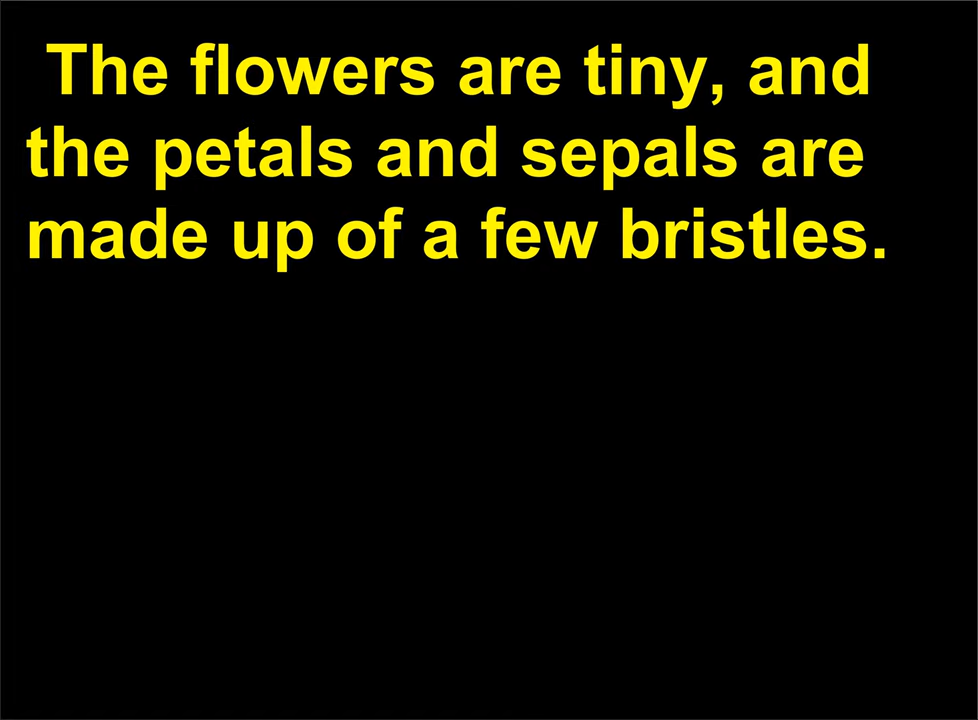 The flowers are tiny, and
the petals and sepals are
made up of a few bristles.